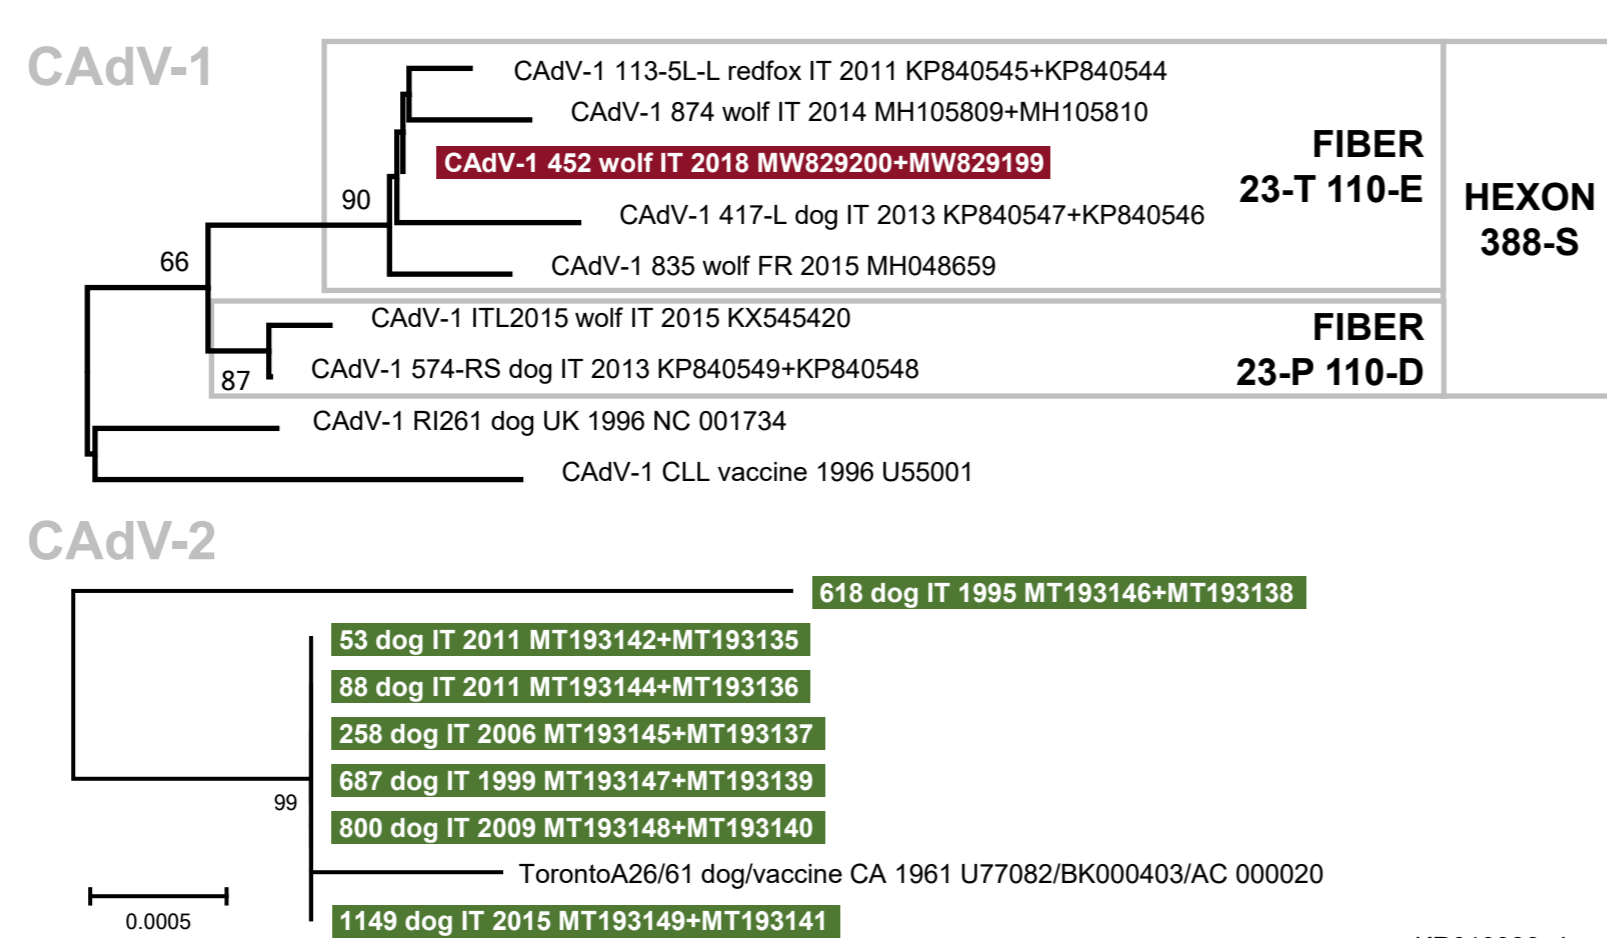 CAdV-1
CAdV-1 113-5L-L redfox IT 2011 KP840545+KP840544
CAdV-1 874 wolf IT 2014 MH105809+MH105810
CAdV-1 452 wolf IT 2018 MW829200+MW829199
FIBER
23-T 110-E
90
CAdV-1 417-L dog IT 2013 KP840547+KP840546
HEXON
388-S
66
CAdV-1 835 wolf FR 2015 MH048659
CAdV-1 ITL2015 wolf IT 2015 KX545420
FIBER
23-P 110-D
CAdV-1 574-RS dog IT 2013 KP840549+KP840548
87
CAdV-1 RI261 dog UK 1996 NC 001734
CAdV-1 CLL vaccine 1996 U55001
CAdV-2
618 dog IT 1995 MT193146+MT193138
53 dog IT 2011 MT193142+MT193135
88 dog IT 2011 MT193144+MT193136
258 dog IT 2006 MT193145+MT193137
687 dog IT 1999 MT193147+MT193139
99
800 dog IT 2009 MT193148+MT193140
TorontoA26/61 dog/vaccine CA 1961 U77082/BK000403/AC 000020
0.0005
1149 dog IT 2015 MT193149+MT193141